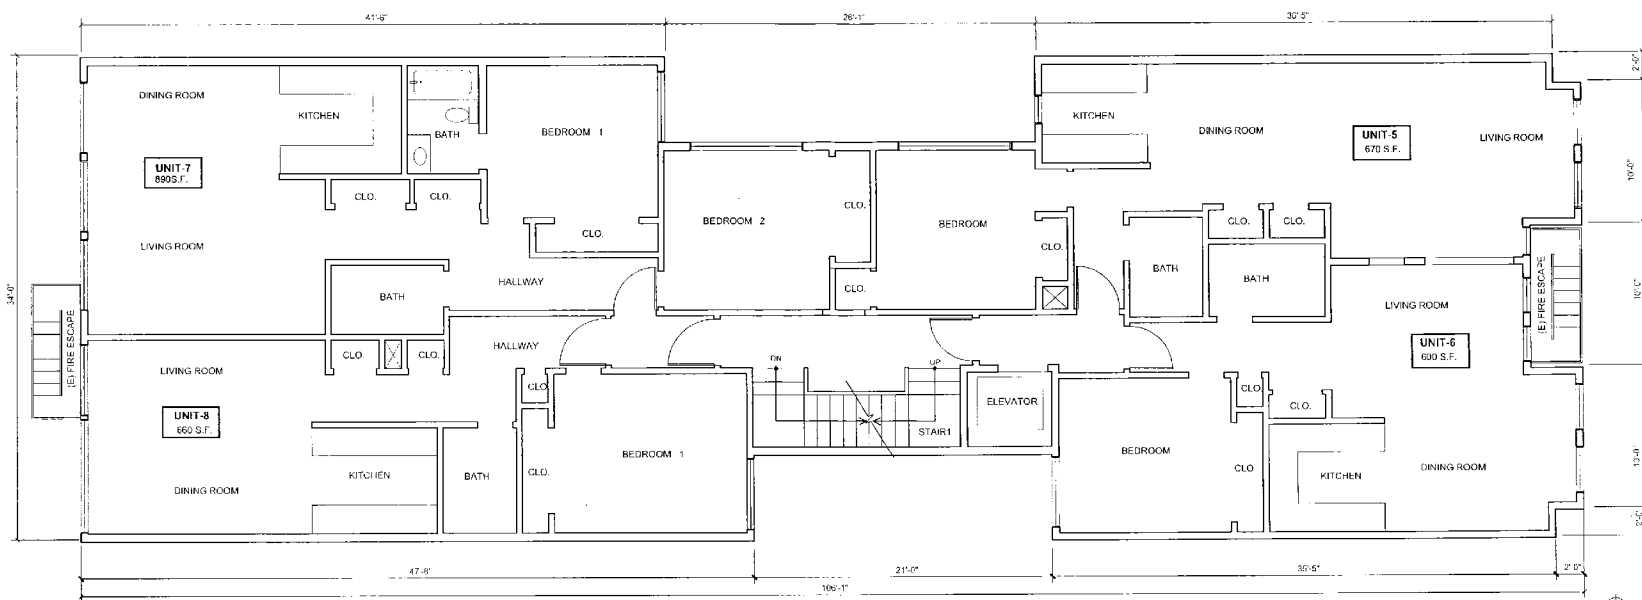 41'-6"
26'-1"
36'-5"
2'-0"
DINING ROOM
KITCHEN
BATH
BEDROOM 1
KITCHEN
DINING ROOM
UNIT-5
670 S.F.
LIVING ROOM
UNIT-7
890S.F.
10'-0"
CLO.
CLO.
CLO.
BEDROOM 2
BEDROOM
CLO.
CLO.
CLO.
CLO.
LIVING ROOM
34'-0"
HALLWAY
BATH
CLO.
BATH
BATH
LIVING ROOM
(E) FIRE ESCAPE
10'-0"
(E) FIRE ESCAPE
HALLWAY
CLO.
CLO.
LIVING ROOM
DN
UP
UNIT-6
600 S.F.
CLO.
CLO.
CLO.
ELEVATOR
UNIT-8
660 S.F.
STAIR1
BEDROOM 1
BEDROOM
CLO.
CLO
KITCHEN
BATH
KITCHEN
DINING ROOM
DINING ROOM
2'-0"
47'-8'
21'-0"
35'-5"
2' 0"
106'-1"